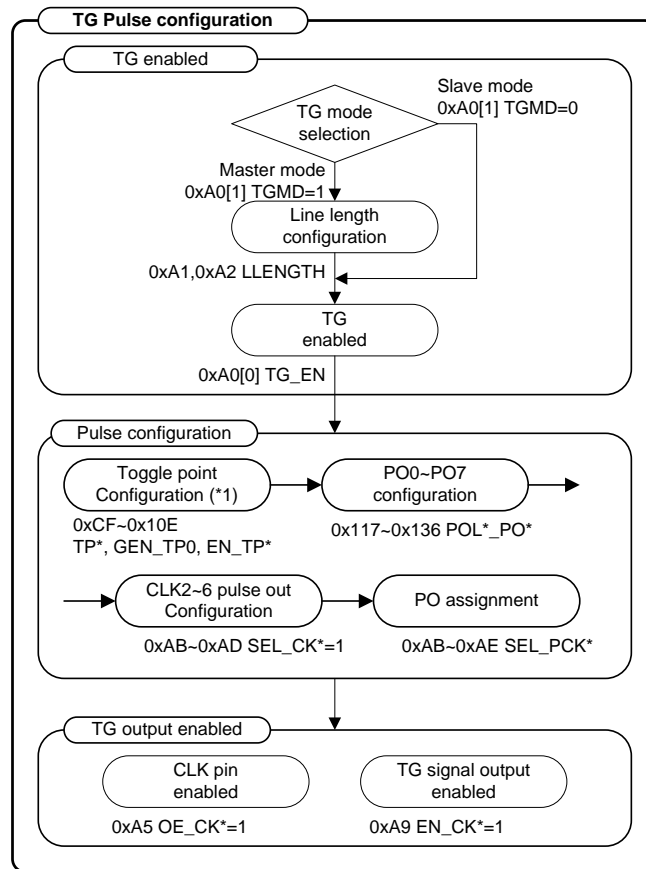 TG Pulse configuration
TG enabled
Slave mode
0xA0[1] TGMD=0
TG mode
selection
Master mode
0xA0[1] TGMD=1
Line length
configuration
0xA1,0xA2 LLENGTH
TG
enabled
0xA0[0] TG_EN
Pulse configuration
Toggle point
Configuration (*1)
0xCF~0x10E
TP*, GEN_TP0, EN_TP*
PO0~PO7
configuration
0x117~0x136 POL*_PO*
CLK2~6 pulse out
Configuration
0xAB~0xAD SEL_CK*=1
PO assignment
0xAB~0xAE SEL_PCK*
TG output enabled
CLK pin
enabled
0xA5 OE_CK*=1
TG signal output
enabled
0xA9 EN_CK*=1